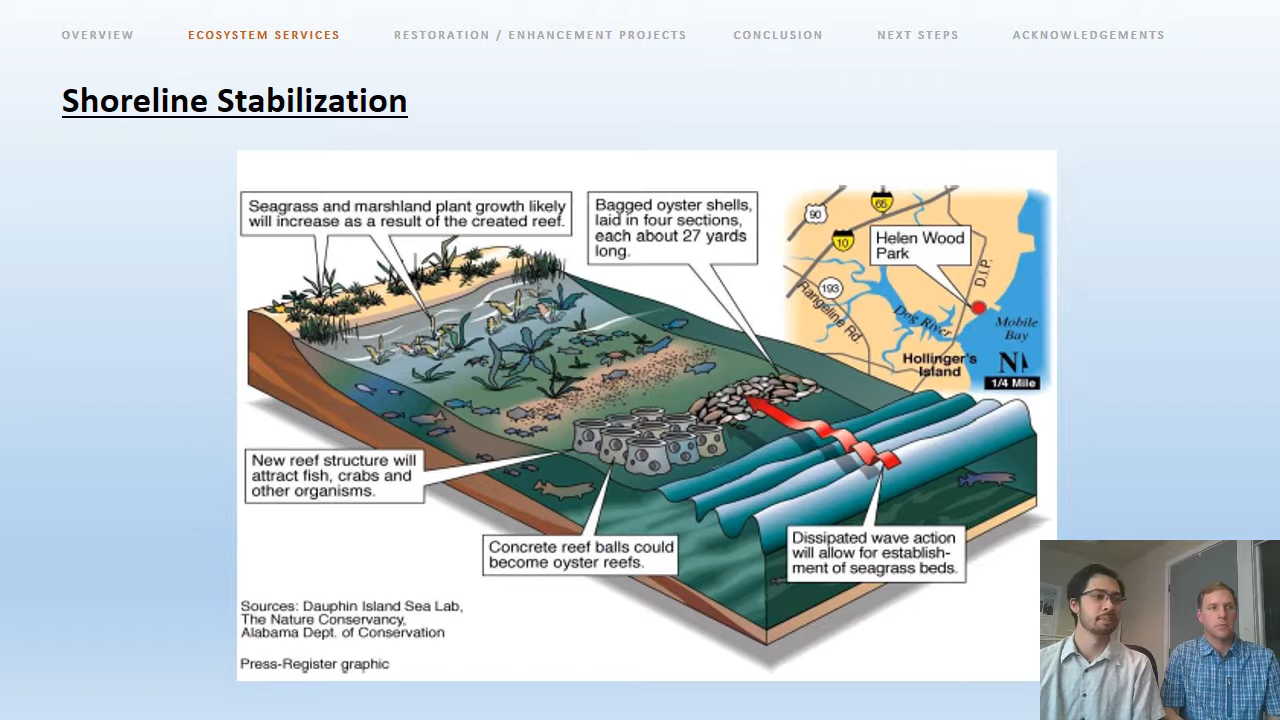 OVERVIEW ECOSYSTEM SERVICES RESTORATION / ENHANCEMENT PROJECTS CONCLUSION NEXT STEPS ACKNOWLEDGEMENTS
Shoreline Stabilization
Seagrass and marshland plant growth likely
will increase as a result of the created reef.
Bagged oyster shells,
laid in four sections,
each about 27 yards
long.
65
90
10
Helen Wood
Park
193
D.I.P.
Rangeline Rd.
Dog River
Mobile
Bay
Hollinger's
Island
N
1/4 Mile
New reef structure will
attract fish, crabs and
other organisms.
Concrete reef balls could
become oyster reefs.
Dissipated wave action
will allow for establish-
ment of seagrass beds.
Sources: Dauphin Island Sea Lab,
The Nature Conservancy,
Alabama Dept. of Conservation
Press-Register graphic